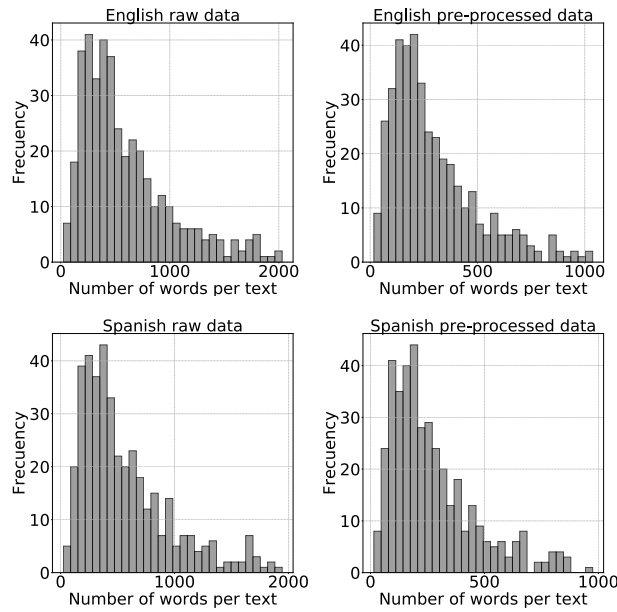 English raw data
English pre-processed data
40
30
20
10
0
Frecuency
0 1000 2000
Number of words per text
40
30
20
10
0
Frecuency
0 500 1000
Number of words per text
Spanish raw data
Spanish pre-processed data
40
30
20
10
0
Frecuency
0 1000 2000
Number of words per text
40
30
20
10
0
Frecuency
0 500 1000
Number of words per text